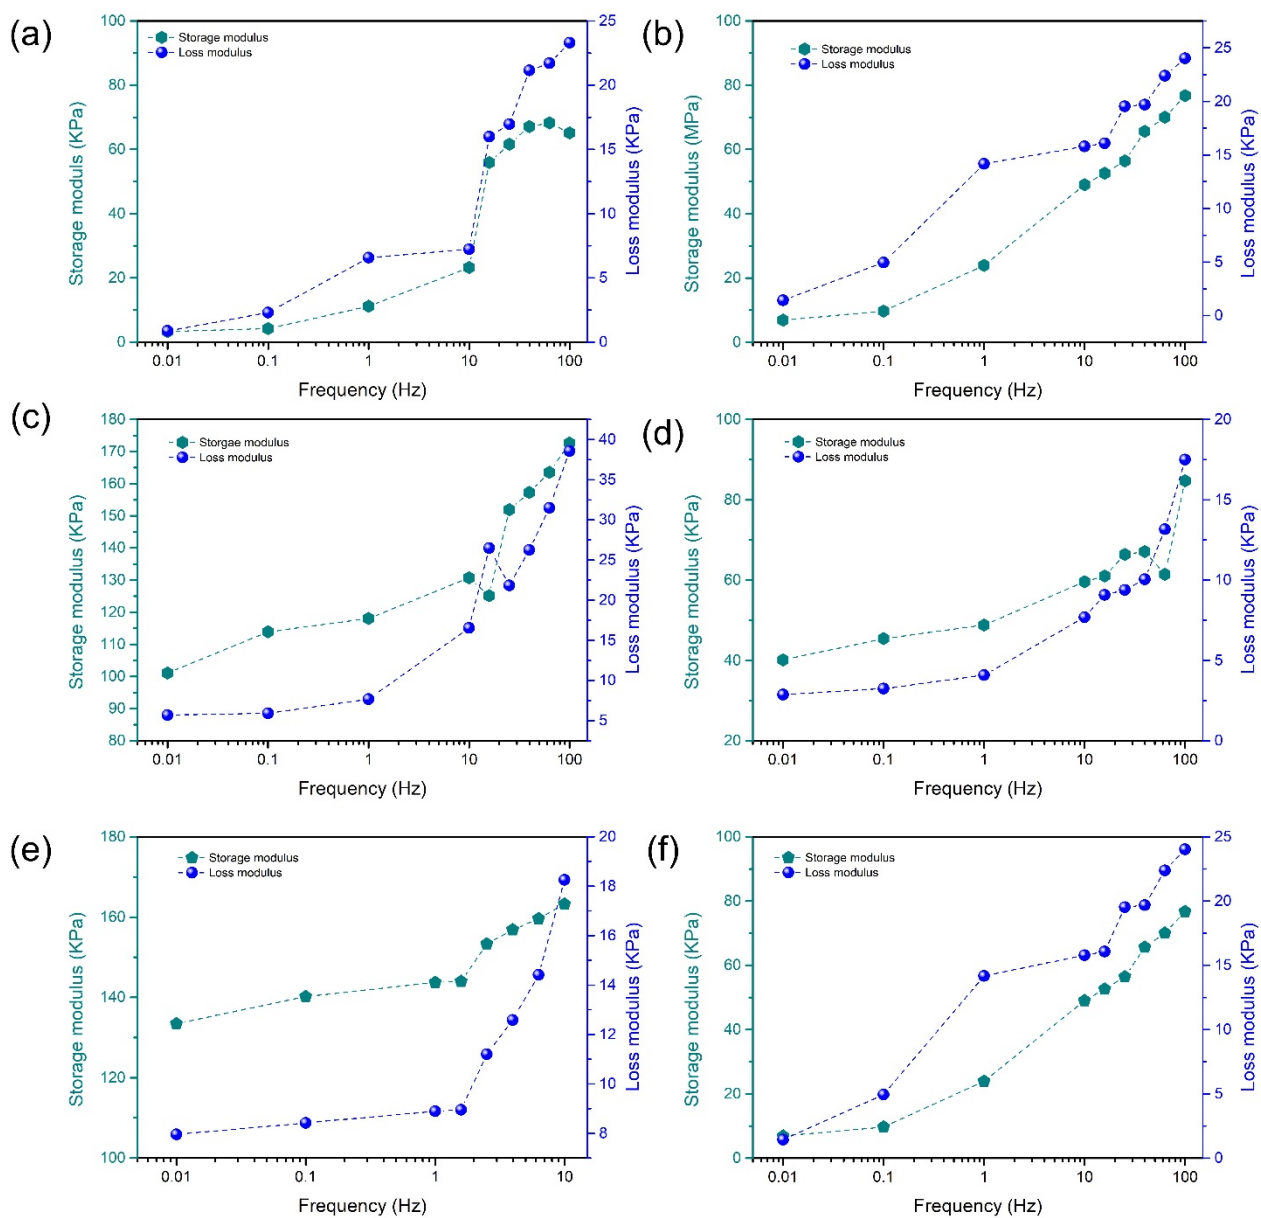 (a)
Storage modulus
Loss modulus
Storage modulus (KPa)
100
80
60
40
20
0
25
20
15
10
5
0
Loss modulus (KPa)
0.01 0.1 1 10 100
Frequency (Hz)
(b)
Storage modulus
Loss modulus
Storage modulus (MPa)
100
80
60
40
20
0
25
20
15
10
5
0
Loss modulus (KPa)
0.01 0.1 1 10 100
Frequency (Hz)
(c)
Storgae modulus
Loss modulus
Storage modulus (KPa)
180
170
160
150
140
130
120
110
100
90
80
40
35
30
25
20
15
10
5
Loss modulus (KPa)
0.01 0.1 1 10 100
Frequency (Hz)
(d)
Storage modulus
Loss modulus
Storage modulus (KPa)
100
80
60
40
20
20
15
10
5
0
Loss modulus (KPa)
0.01 0.1 1 10 100
Frequency (Hz)
(e)
Storage modulus
Loss modulus
Storage modulus (KPa)
180
160
140
120
100
20
18
16
14
12
10
8
Loss modulus (KPa)
0.01 0.1 1 10
Frequency (Hz)
(f)
Storage modulus
Loss modulus
Storage modulus (KPa)
100
80
60
40
20
0
25
20
15
10
5
0
Loss modulus (KPa)
0.01 0.1 1 10 100
Frequency (Hz)